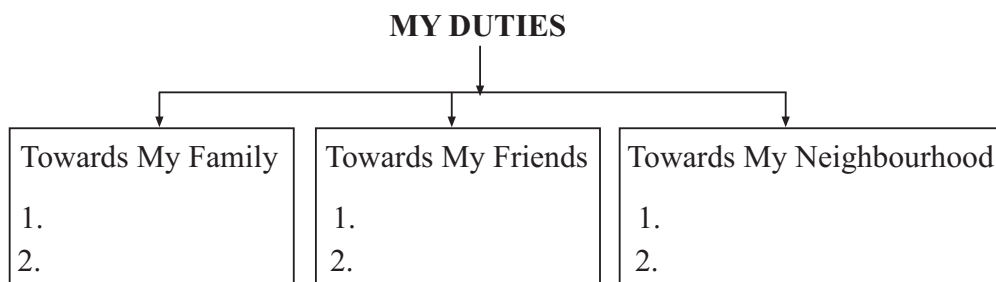 MY DUTIES
Towards My Family
1.
2.
Towards My Friends
1.
2.
Towards My Neighbourhood
1.
2.